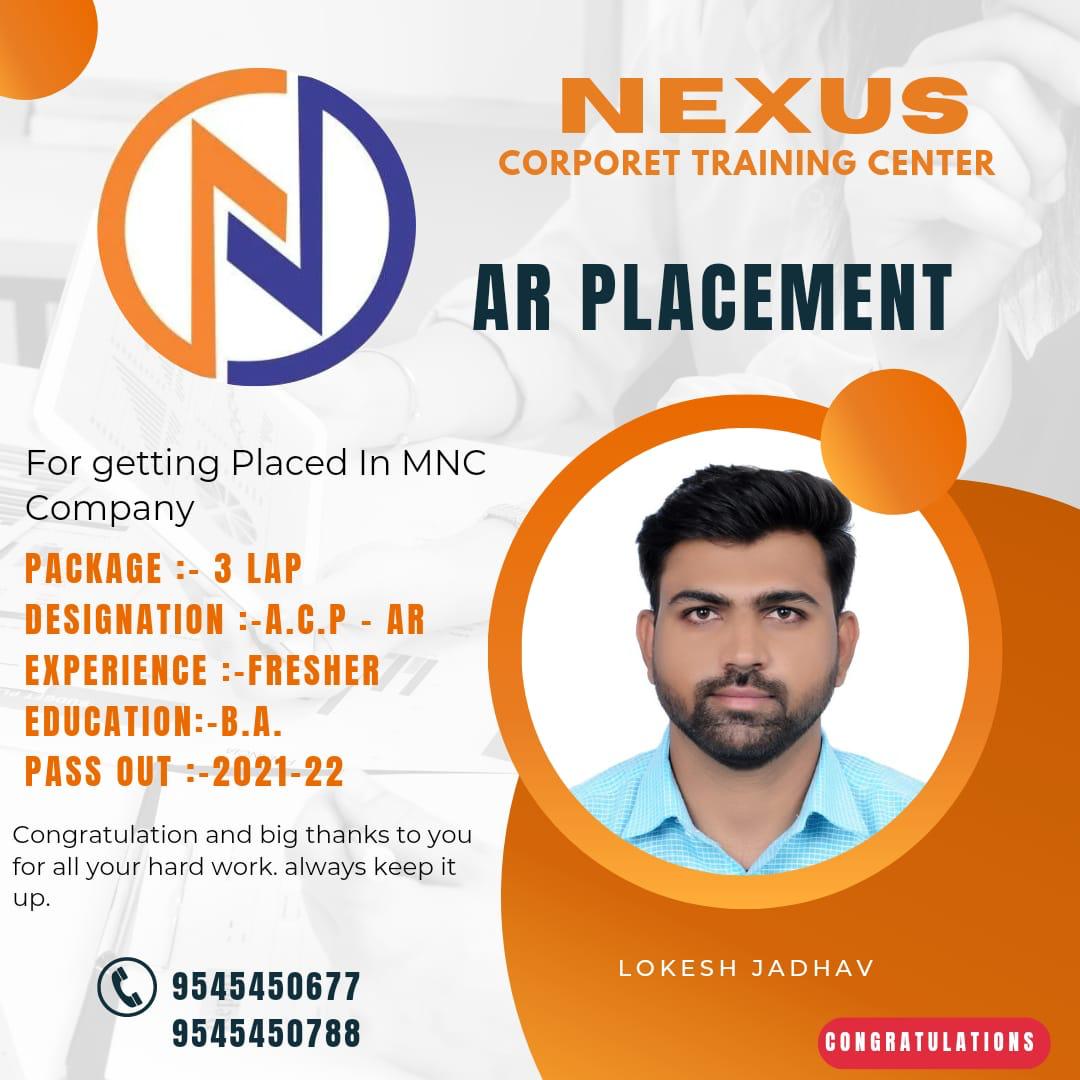 NEXUS
CORPORET TRAINING CENTER
AR PLACEMENT
For getting Placed In MNC
Company
PACKAGE :- 3 LAP
DESIGNATION :-A.C.P - AR
EXPERIENCE :-FRESHER
EDUCATION:-B.A.
PASS OUT :-2021-22
Congratulation and big thanks to you
for all your hard work. always keep it
up.
9545450677
9545450788
LOKESH JADHAV
CONGRATULATIONS